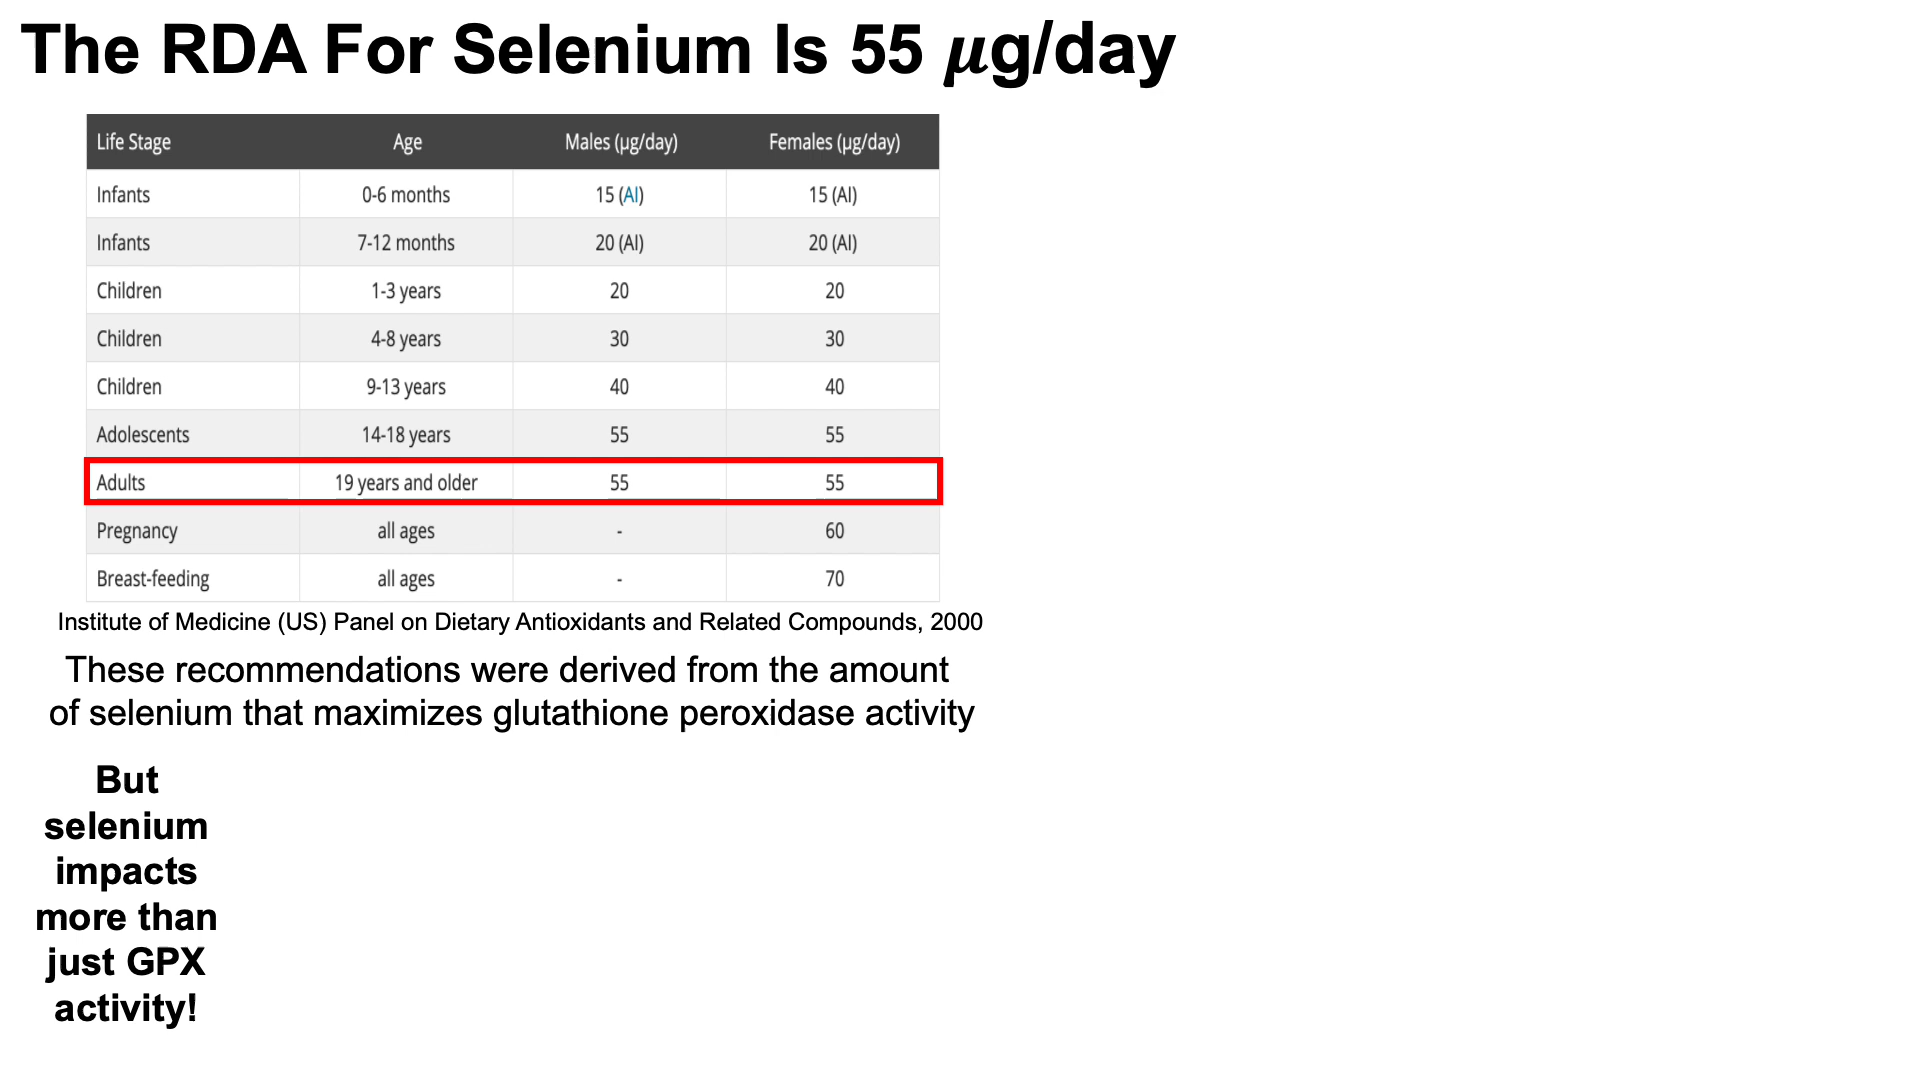 The RDA For Selenium Is 55 μg/day
Life Stage Age Males (μg/day) Females (μg/day)
Infants 0-6 months 15 (AI) 15 (AI)
Infants 7-12 months 20 (AI) 20 (AI)
Children 1-3 years 20 20
Children 4-8 years 30 30
Children 9-13 years 40 40
Adolescents 14-18 years 55 55
Adults 19 years and older 55 55
Pregnancy all ages - 60
Breast-feeding all ages - 70
Institute of Medicine (US) Panel on Dietary Antioxidants and Related Compounds, 2000
These recommendations were derived from the amount
of selenium that maximizes glutathione peroxidase activity
But
selenium
impacts
more than
just GPX
activity!